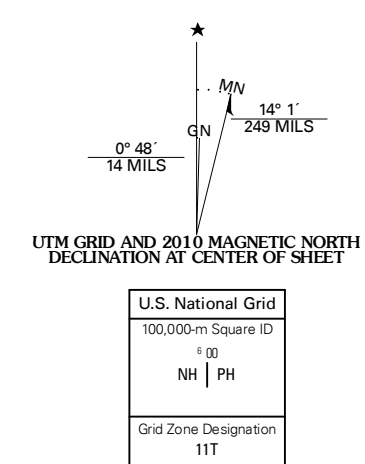 ★
MN
GN
0° 48´
14 MILS
14° 1´
249 MILS
UTM GRID AND 2010 MAGNETIC NORTH
DECLINATION AT CENTER OF SHEET
U.S. National Grid
100,000-m Square ID
6 00
NH PH
Grid Zone Designation
11T